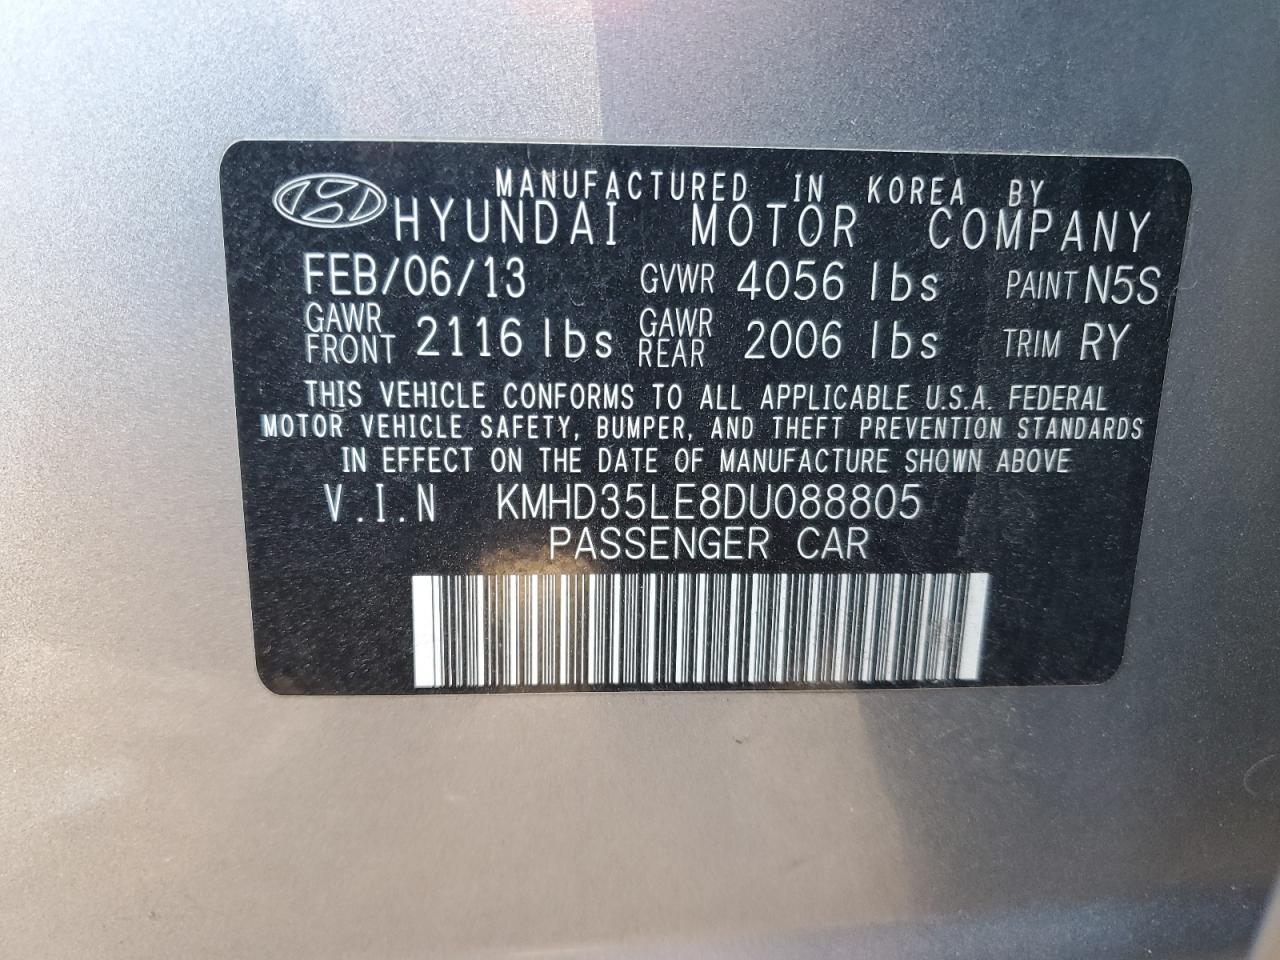 MANUFACTURED IN KOREA BY
HYUNDAI MOTOR COMPANY
FEB/06/13 GVWR 4056 lbs PAINT N5S
GAWR FRONT 2116 lbs GAWR REAR 2006 lbs TRIM RY
THIS VEHICLE CONFORMS TO ALL APPLICABLE U.S.A. FEDERAL
MOTOR VEHICLE SAFETY, BUMPER, AND THEFT PREVENTION STANDARDS
IN EFFECT ON THE DATE OF MANUFACTURE SHOWN ABOVE
V.I.N KMHD35LE8DU088805
PASSENGER CAR